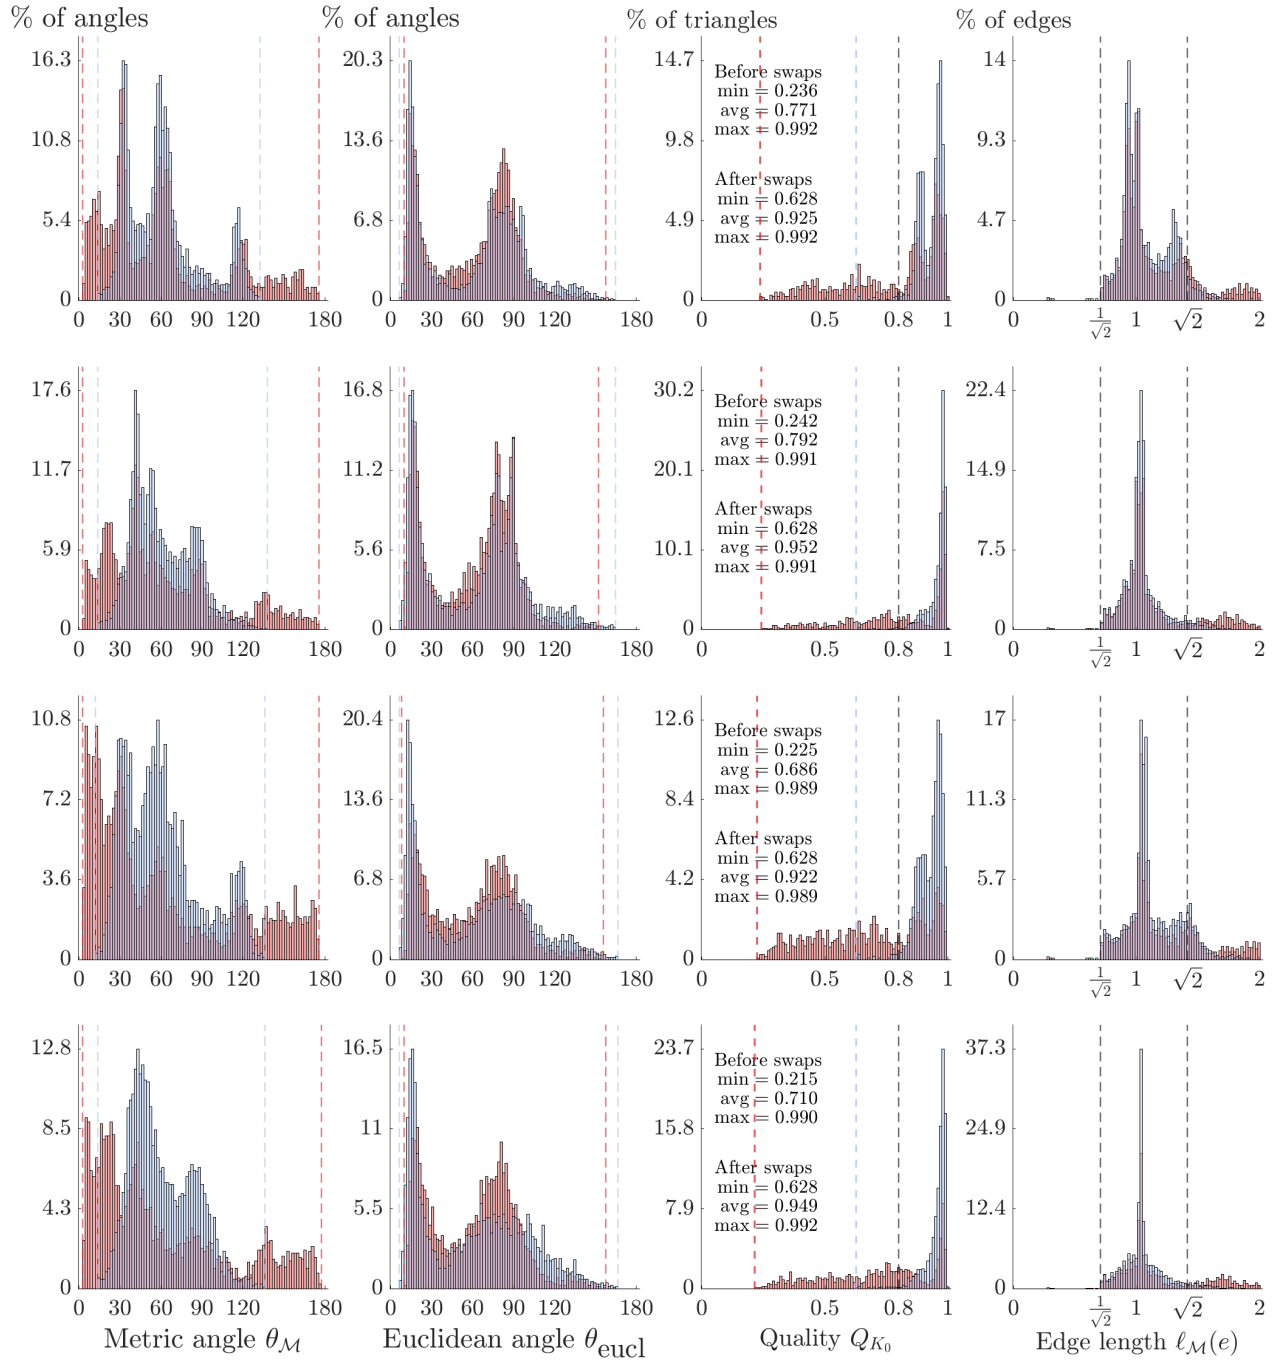 % of angles % of angles % of triangles % of edges
16.3 20.3 14.7 14
Before swaps
min = 0.236
avg = 0.771
max = 0.992
10.8 13.6 9.8 9.3
After swaps
min = 0.628
avg = 0.925
max = 0.992
5.4 6.8 4.9 4.7
0 0 0 0
0 30 60 90 120 180 0 30 60 90 180 0 0.5 0.8 1 0 1/√2 1 √2 2
17.6 16.8 30.2 22.4
Before swaps
min = 0.242
avg = 0.792
max = 0.991
11.7 11.2 20.1 14.9
After swaps
min = 0.628
avg = 0.952
max = 0.991
5.9 5.6 10.1 7.5
0 0 0 0
0 30 60 90 120 180 0 30 60 90 180 0 0.5 0.8 1 0 1/√2 1 √2 2
10.8 20.4 12.6 17
Before swaps
min = 0.225
avg = 0.686
max = 0.989
7.2 13.6 8.4 11.3
After swaps
min = 0.628
avg = 0.922
max = 0.989
3.6 6.8 4.2 5.7
0 0 0 0
0 30 60 90 120 180 0 30 60 90 180 0 0.5 0.8 1 0 1/√2 1 √2 2
12.8 16.5 23.7 37.3
Before swaps
min = 0.215
avg = 0.710
max = 0.990
8.5 11 15.8 24.9
After swaps
min = 0.628
avg = 0.949
max = 0.992
4.3 5.5 7.9 12.4
0 0 0 0
0 30 60 90 120 180 0 30 60 90 180 0 0.5 0.8 1 0 1/√2 1 √2 2
Metric angle θ_ℳ Euclidean angle θ_eucl Quality Q_K₀ Edge length ℓ_ℳ(e)